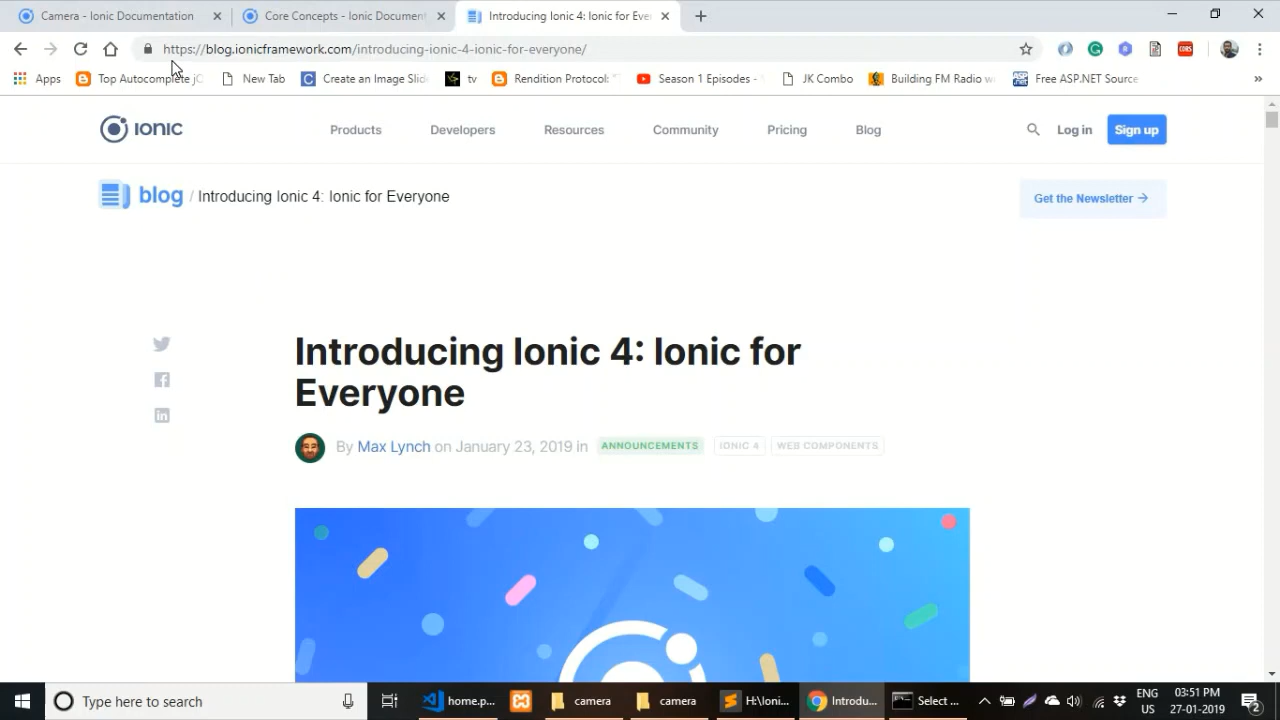 Camera - Ionic Documentation
Core Concepts - Ionic Document
Introducing Ionic 4: Ionic for Eve
https://blog.ionicframework.com/introducing-ionic-4-ionic-for-everyone/
Apps
Top Autocomplete jC
New Tab
Create an Image Slid
tv
Rendition Protocol "
Season 1 Episodes -
JK Combo
Building FM Radio w
Free ASP.NET Source
CORS
IONIC
Products
Developers
Resources
Community
Pricing
Blog
Log in
Sign up
blog / Introducing Ionic 4: Ionic for Everyone
Get the Newsletter →
Introducing Ionic 4: Ionic for
Everyone
By Max Lynch on January 23, 2019 in ANNOUNCEMENTS IONIC 4 WEB COMPONENTS
Type here to search
home.p...
camera
camera
H:\Ioni...
Introdu...
Select ...
ENG
US
03:51 PM
27-01-2019
2